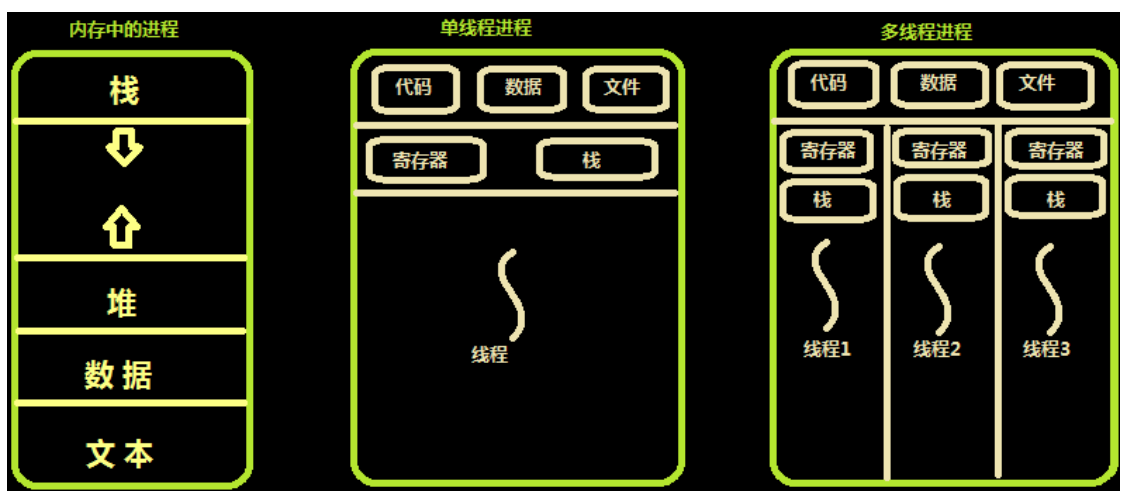 内存中的进程
栈
堆
数据
文本
单线程进程
代码 数据 文件
寄存器 栈
线程
多线程进程
代码 数据 文件
寄存器 寄存器 寄存器
栈 栈 栈
线程1 线程2 线程3